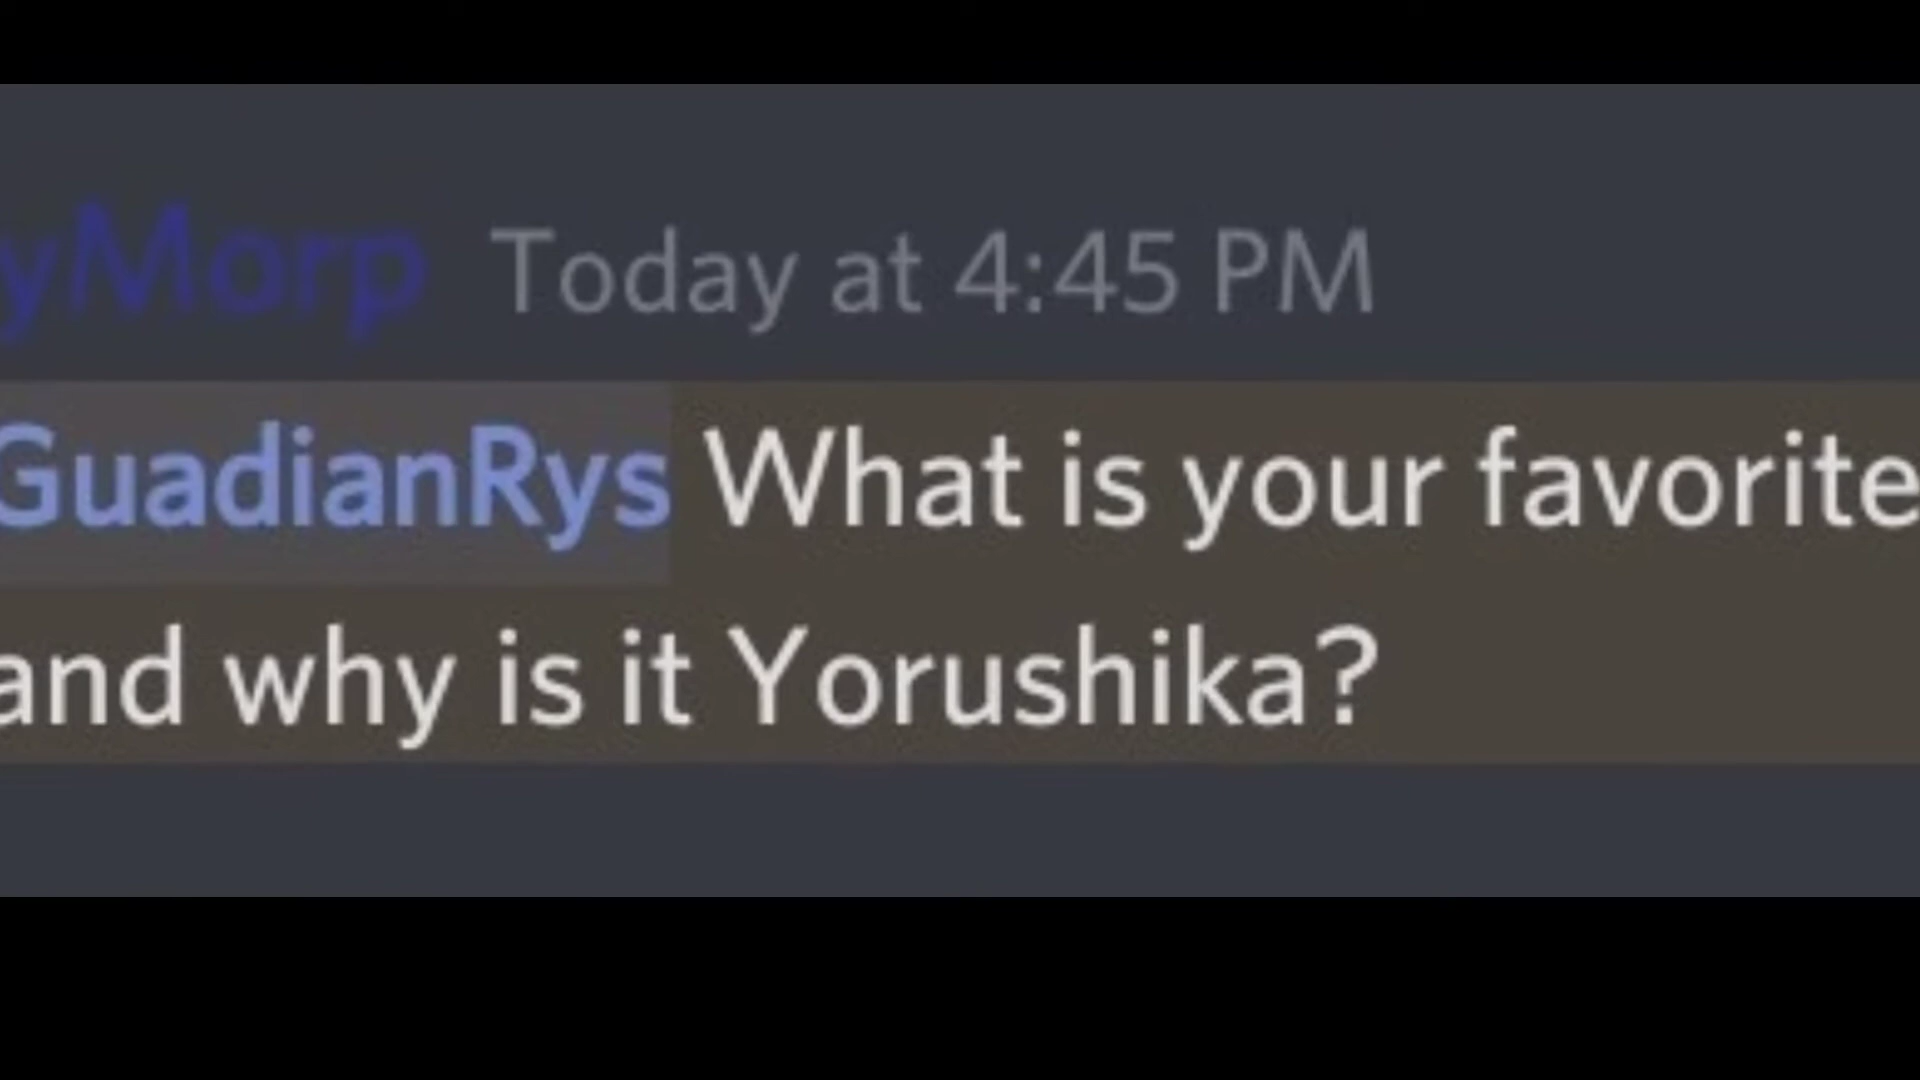 yMorp Today at 4:45 PM
GuadianRys What is your favorite
and why is it Yorushika?